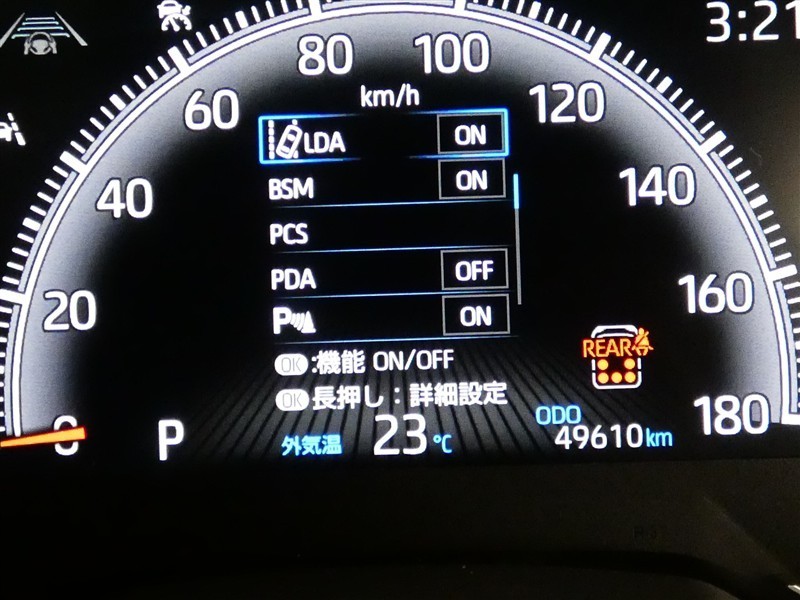 3:21
80
100
km/h
60
120
LDA ON
40
BSM ON
140
PCS
PDA OFF
20
160
P ON
REAR
OK:機能 ON/OFF
OK長押し:詳細設定
0
P
外気温 23℃
ODO
49610km
180